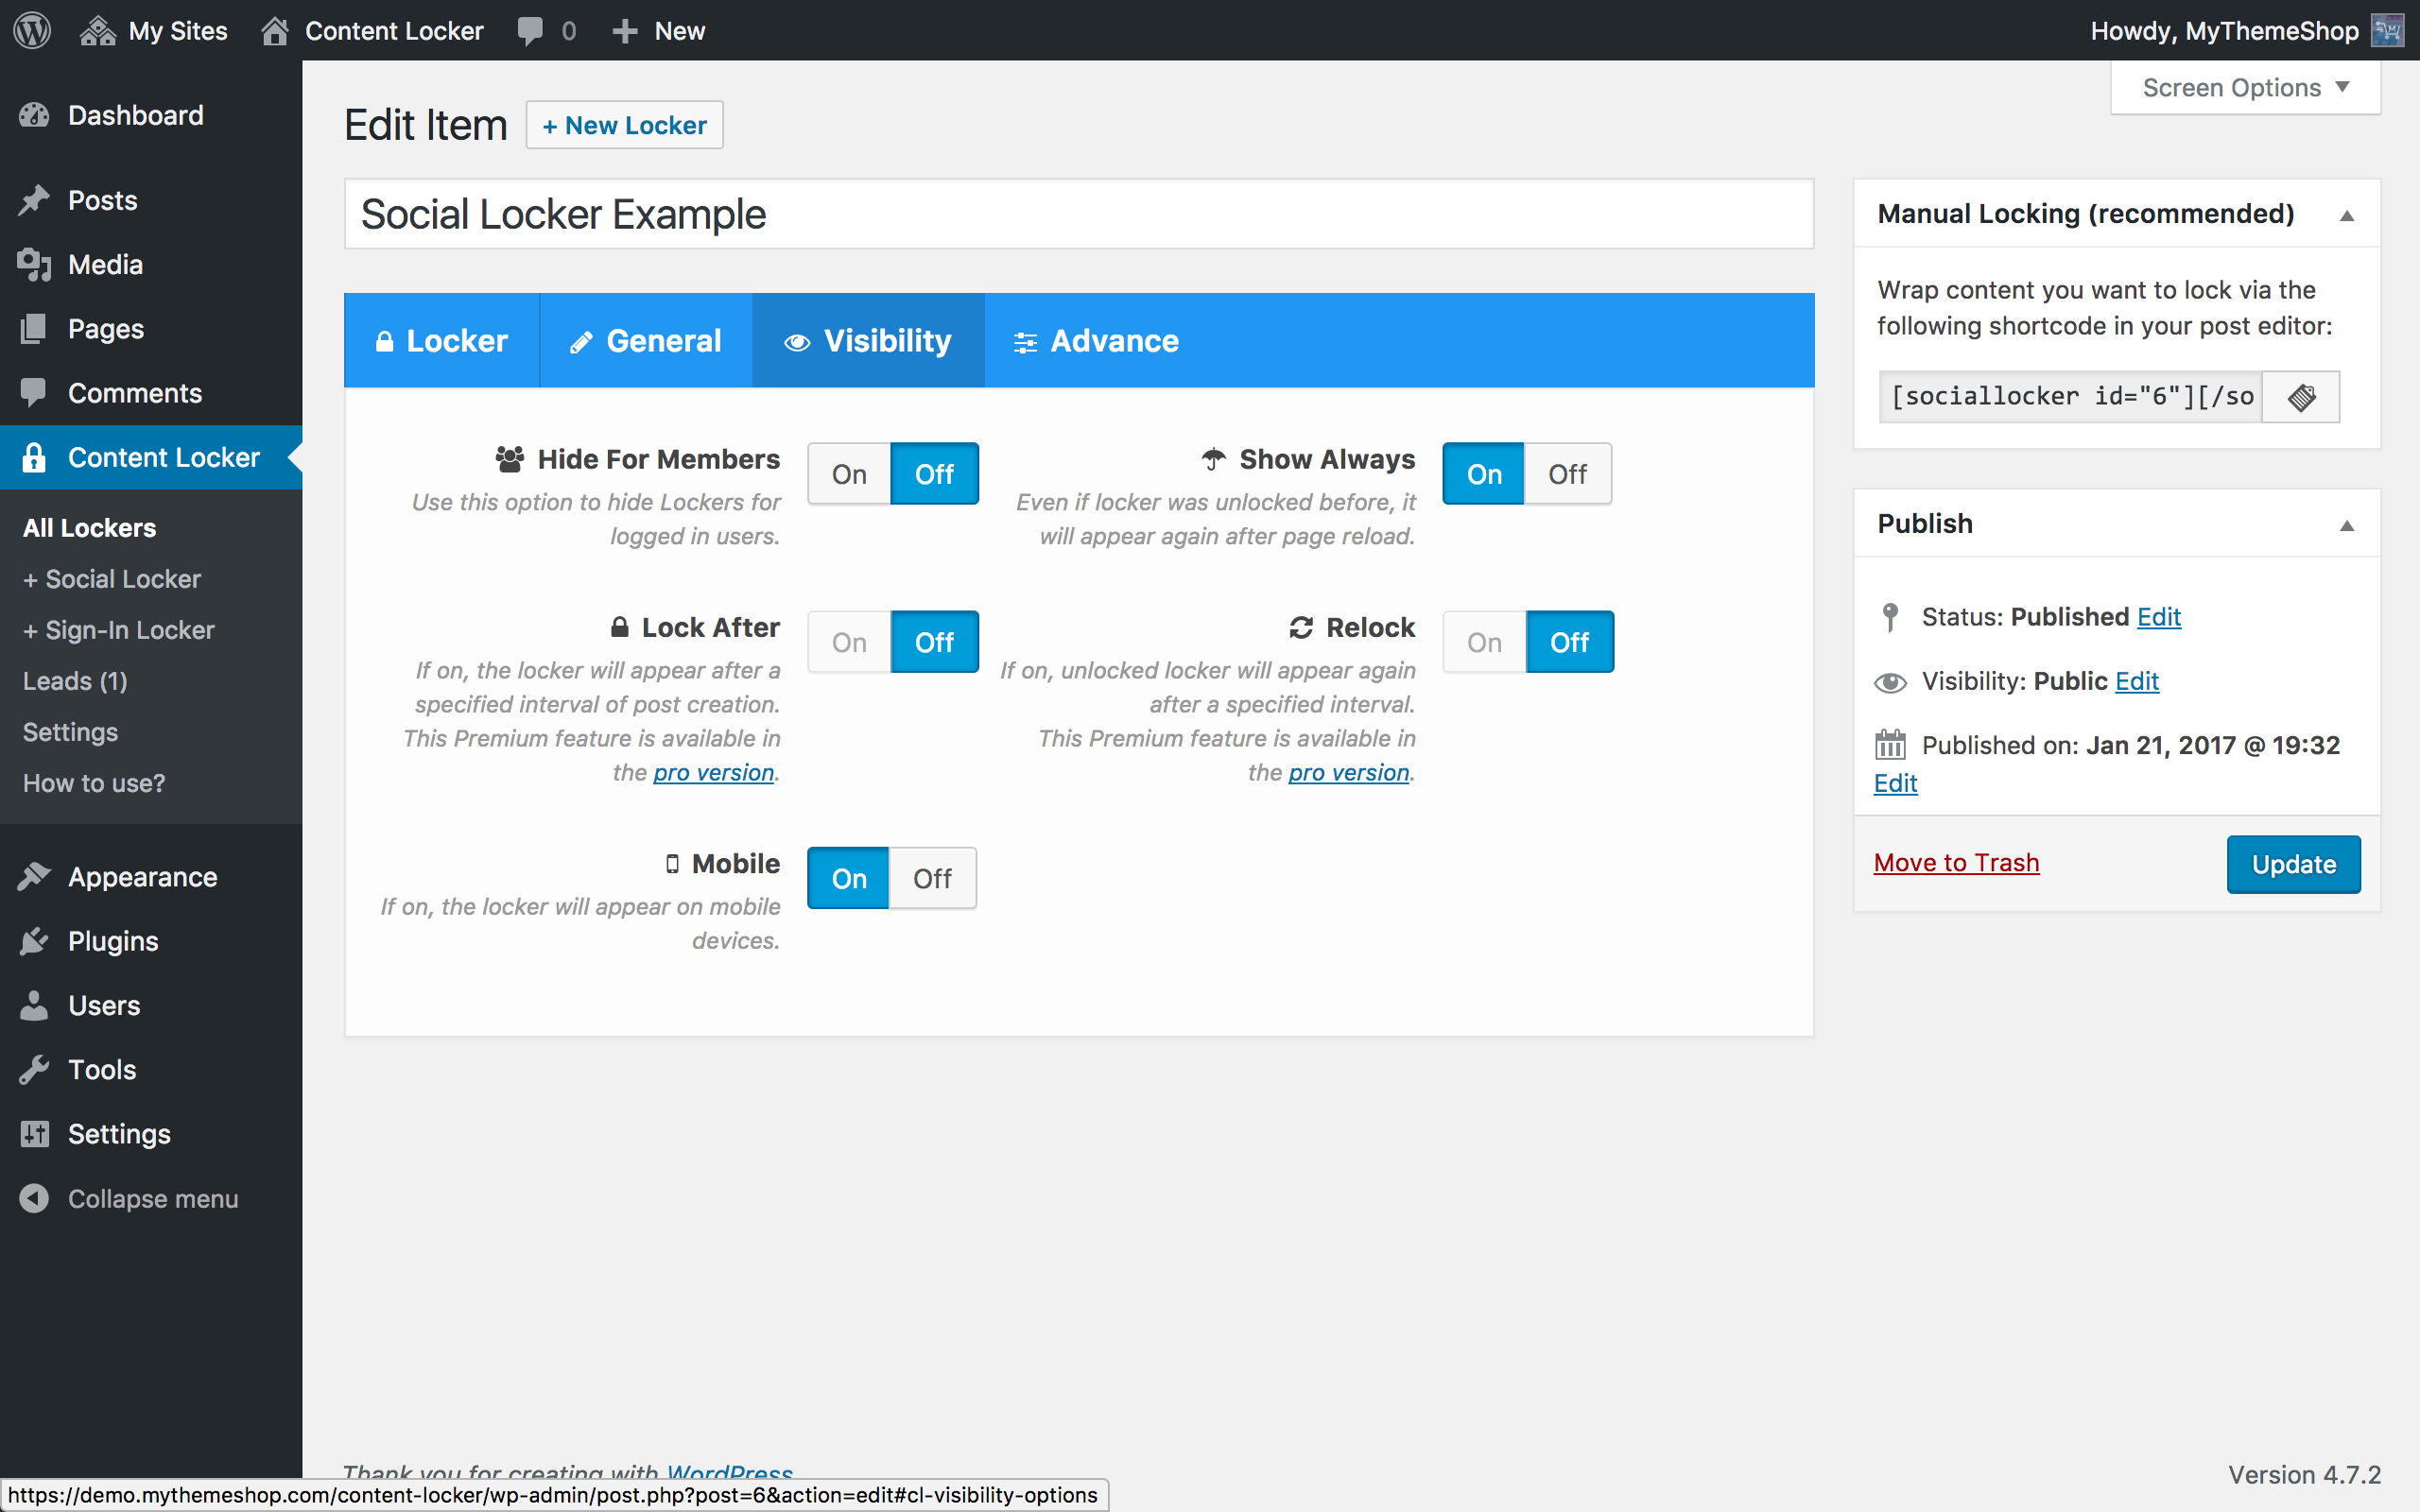 My Sites
Content Locker
0
New
Howdy, MyThemeShop
Screen Options
Dashboard
Posts
Media
Pages
Comments
Content Locker
All Lockers
+ Social Locker
+ Sign-In Locker
Leads (1)
Settings
How to use?
Appearance
Plugins
Users
Tools
Settings
Collapse menu
Edit Item
+ New Locker
Social Locker Example
Locker
General
Visibility
Advance
Hide For Members
Use this option to hide Lockers for
logged in users.
On Off
Show Always
Even if locker was unlocked before, it
will appear again after page reload.
On Off
Lock After
If on, the locker will appear after a
specified interval of post creation.
This Premium feature is available in
the pro version.
On Off
Relock
If on, unlocked locker will appear again
after a specified interval.
This Premium feature is available in
the pro version.
On Off
Mobile
If on, the locker will appear on mobile
devices.
On Off
Manual Locking (recommended)
Wrap content you want to lock via the
following shortcode in your post editor:
[sociallocker id="6"][/so
Publish
Status: Published Edit
Visibility: Public Edit
Published on: Jan 21, 2017 @ 19:32
Edit
Move to Trash
Update
Thank you for creating with WordPress
Version 4.7.2
https://demo.mythemeshop.com/content-locker/wp-admin/post.php?post=6&action=edit#cl-visibility-options